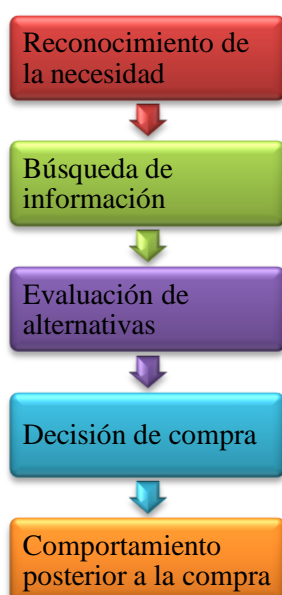 Reconocimiento de
la necesidad
Búsqueda de
información
Evaluación de
alternativas
Decisión de compra
Comportamiento
posterior a la compra